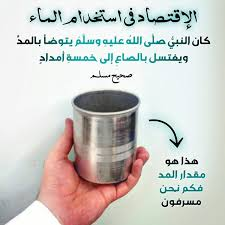 الإقتصاد في استخدام الماء
كان النبيُّ صلَّى اللهُ عليهِ وسلَّمَ يتوضأ بالمدِّ
ويغتسل بالصاعِ إلى خمسةِ أمدادٍ
صحيح مسلم
هذا هو
مقدار المد
فكم نحن
مسرفون